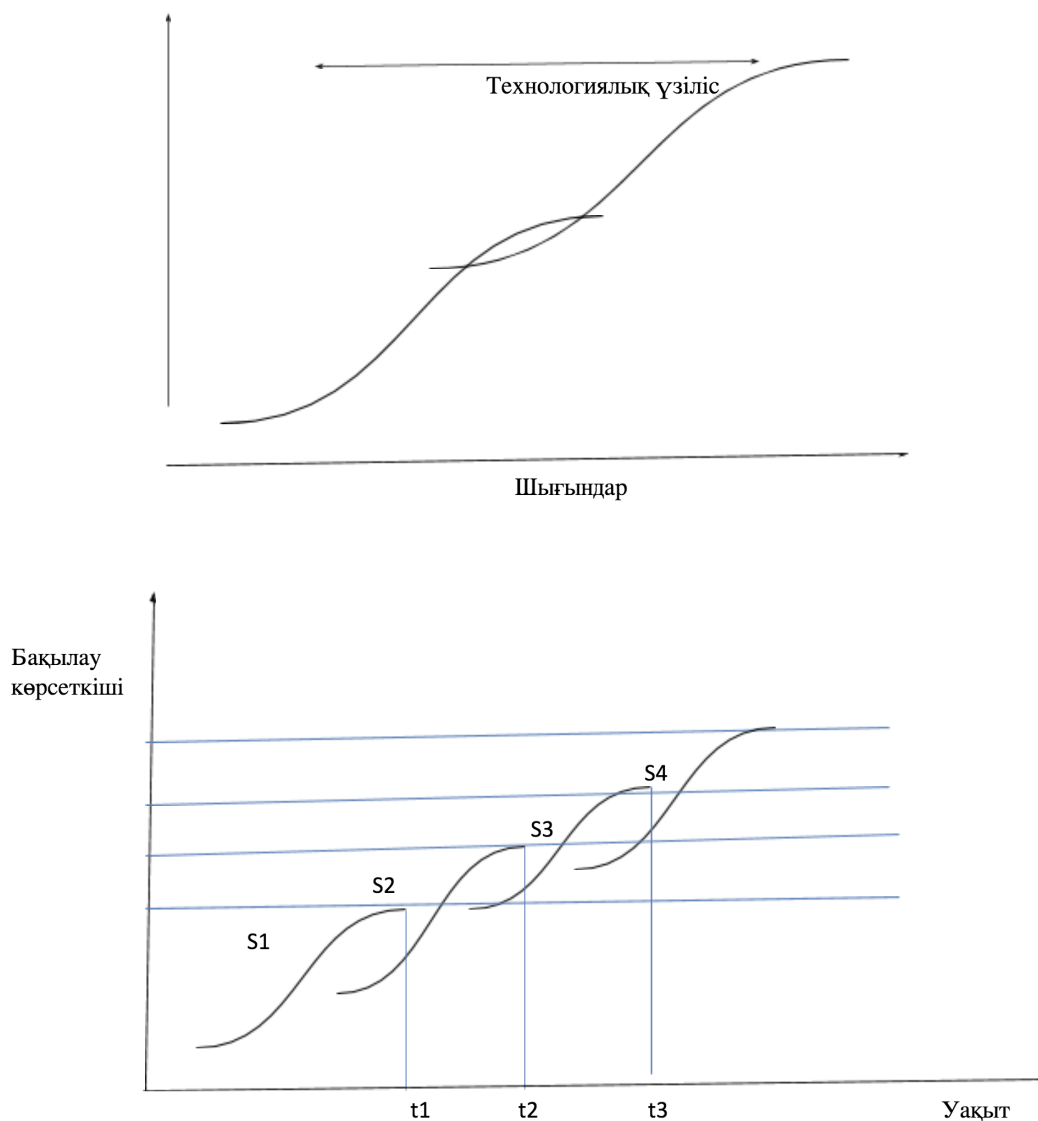 Технологиялық үзіліс
Шығындар
Бақылау
көрсеткіші
S4
S3
S2
S1
t1
t2
t3
Уақыт